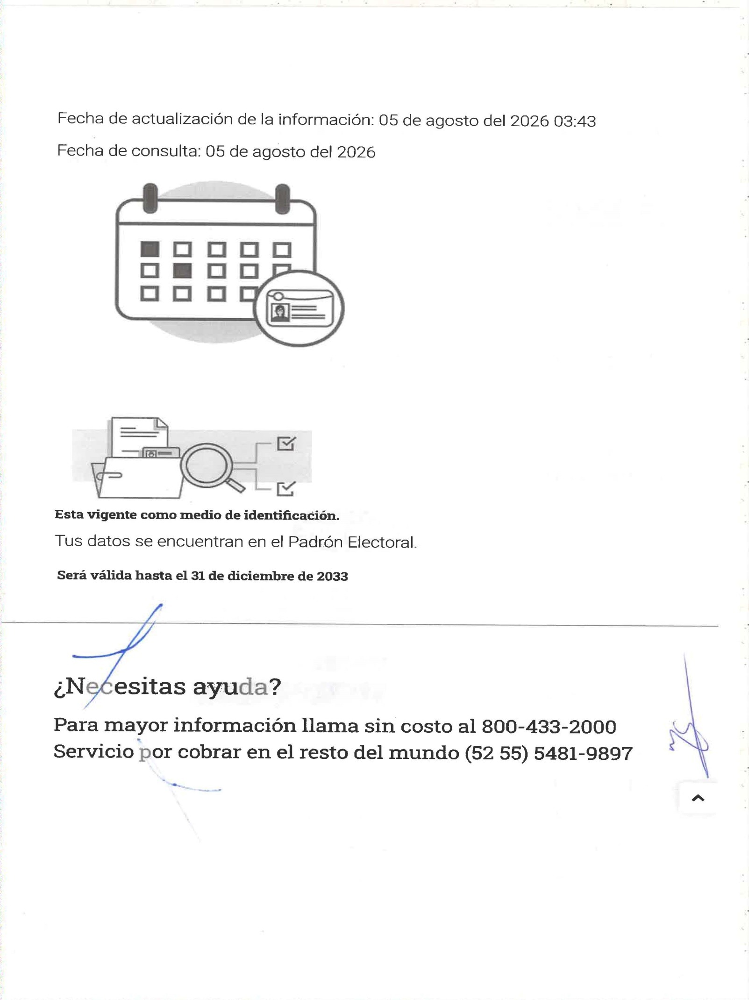 Fecha de actualización de la información: 05 de agosto del 2026 03:43
Fecha de consulta: 05 de agosto del 2026
Esta vigente como medio de identificación.
Tus datos se encuentran en el Padrón Electoral.
Será válida hasta el 31 de diciembre de 2033
¿Necesitas ayuda?
Para mayor información llama sin costo al 800-433-2000
Servicio por cobrar en el resto del mundo (52 55) 5481-9897